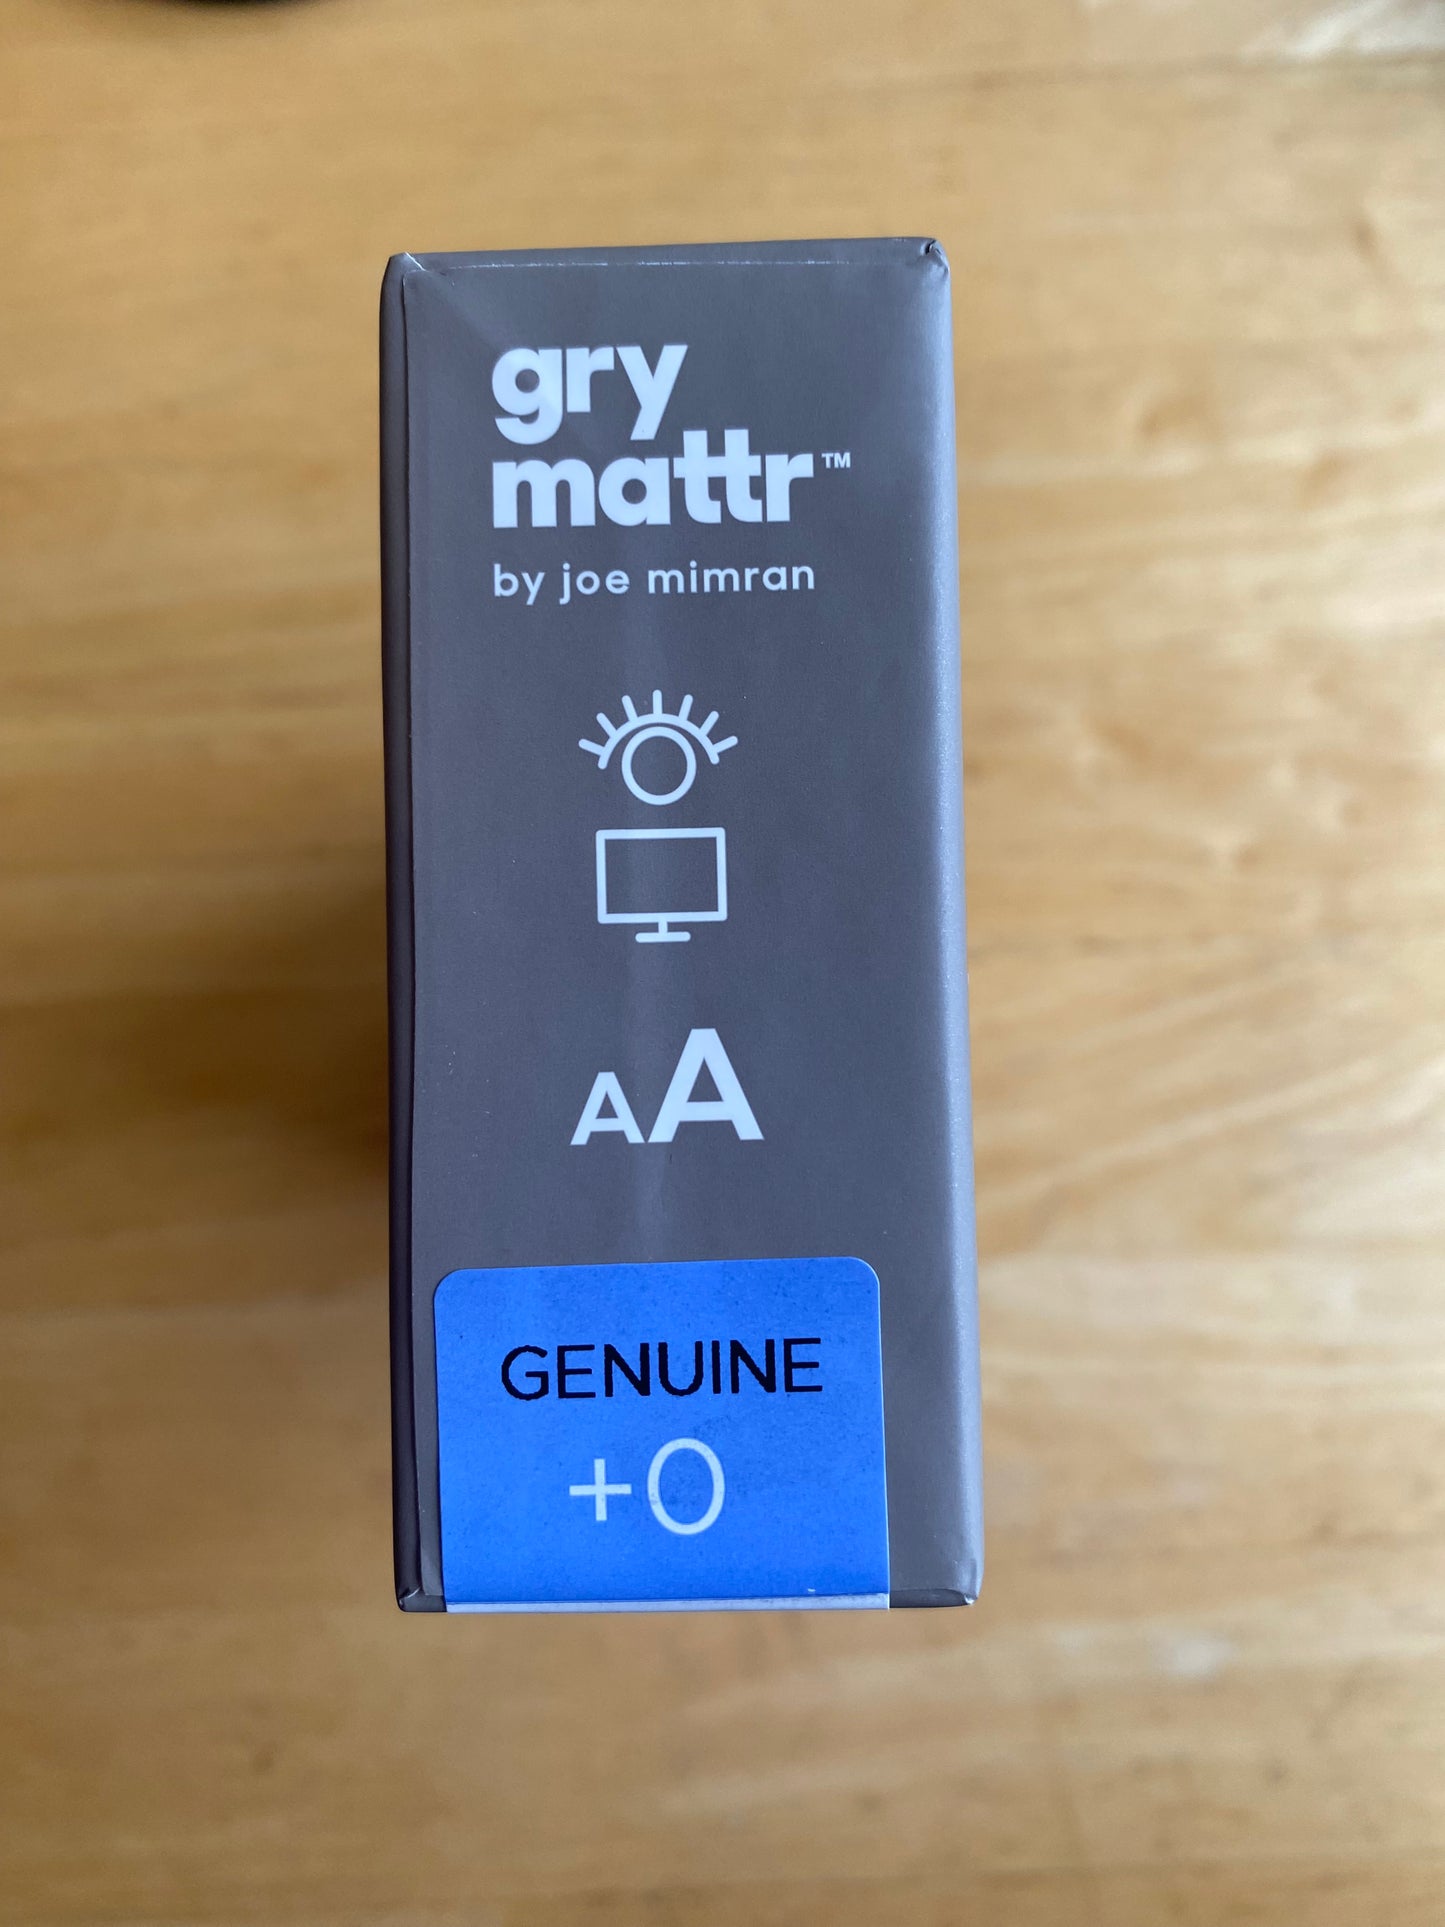 gry
mattr™
by joe mimran
AA
GENUINE
+0